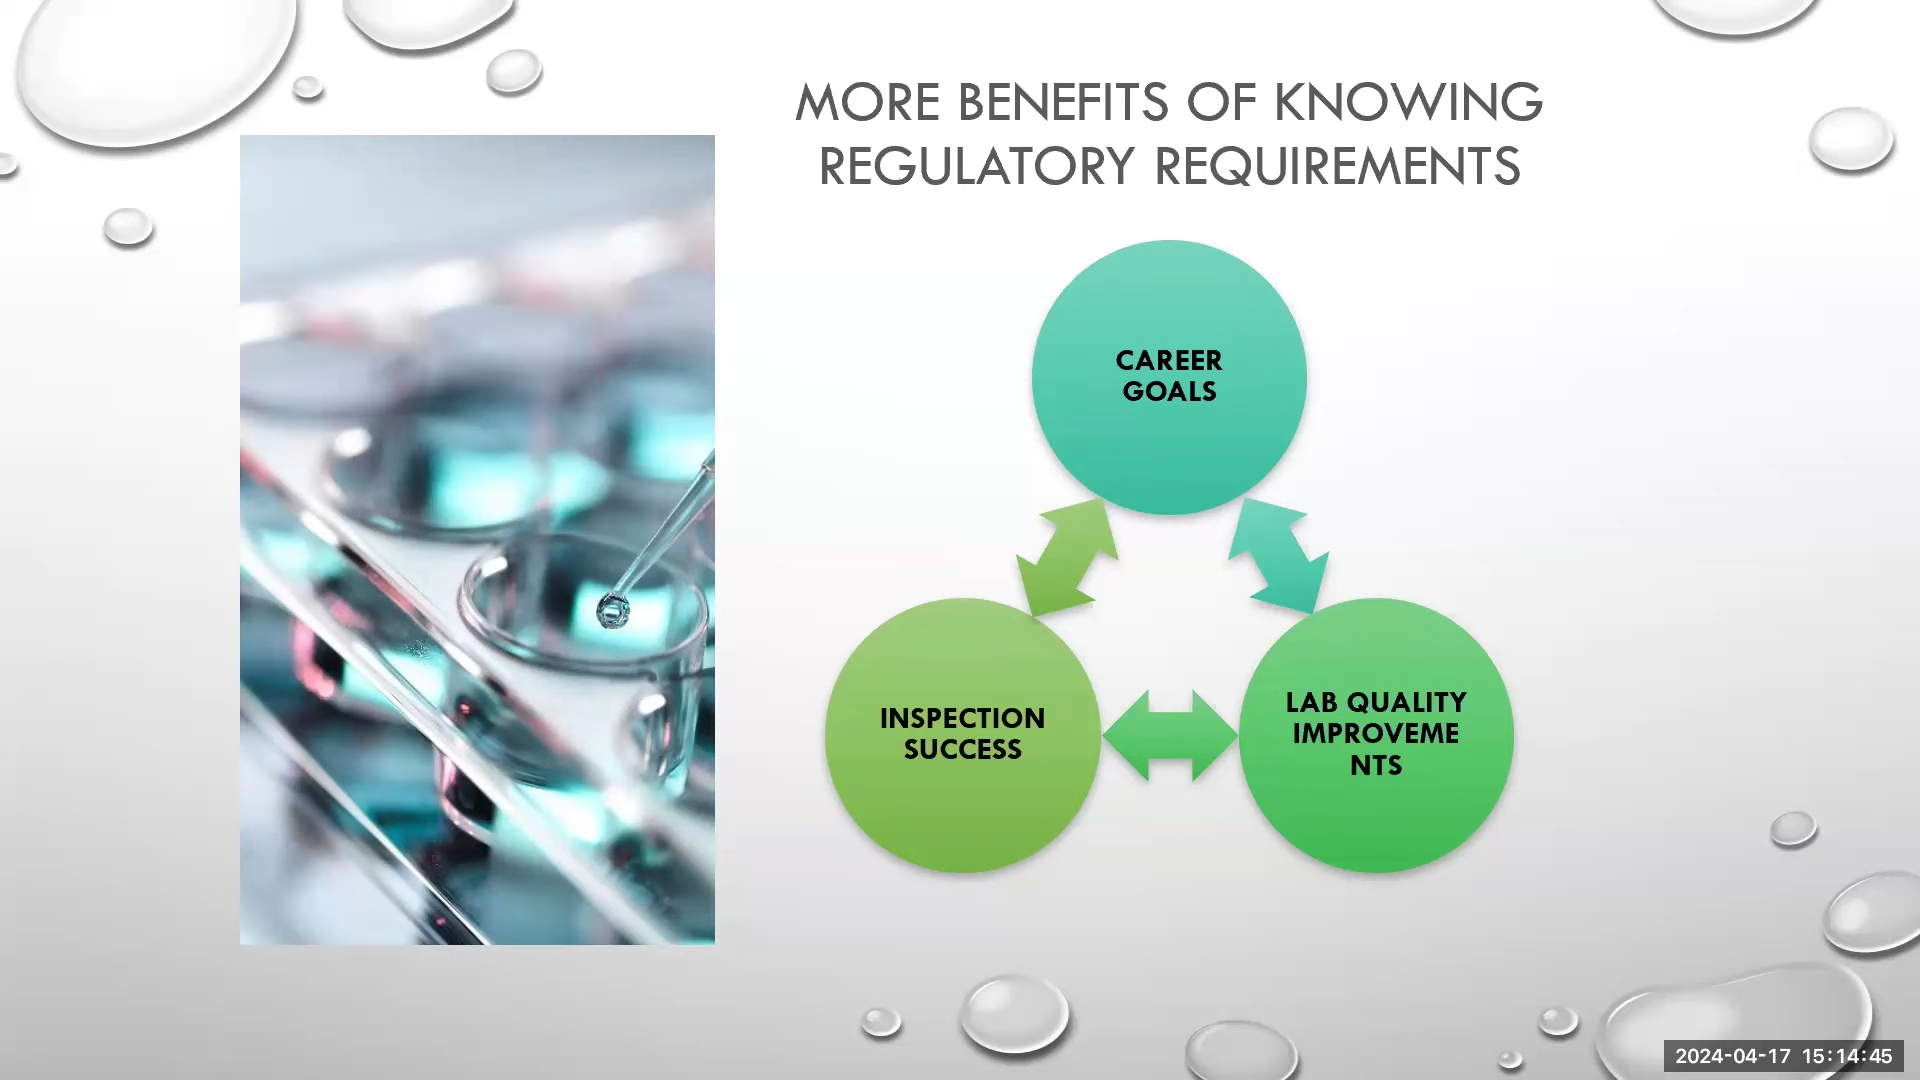 MORE BENEFITS OF KNOWING
REGULATORY REQUIREMENTS
CAREER
GOALS
INSPECTION
SUCCESS
LAB QUALITY
IMPROVEME
NTS
2024-04-17 15:14:45